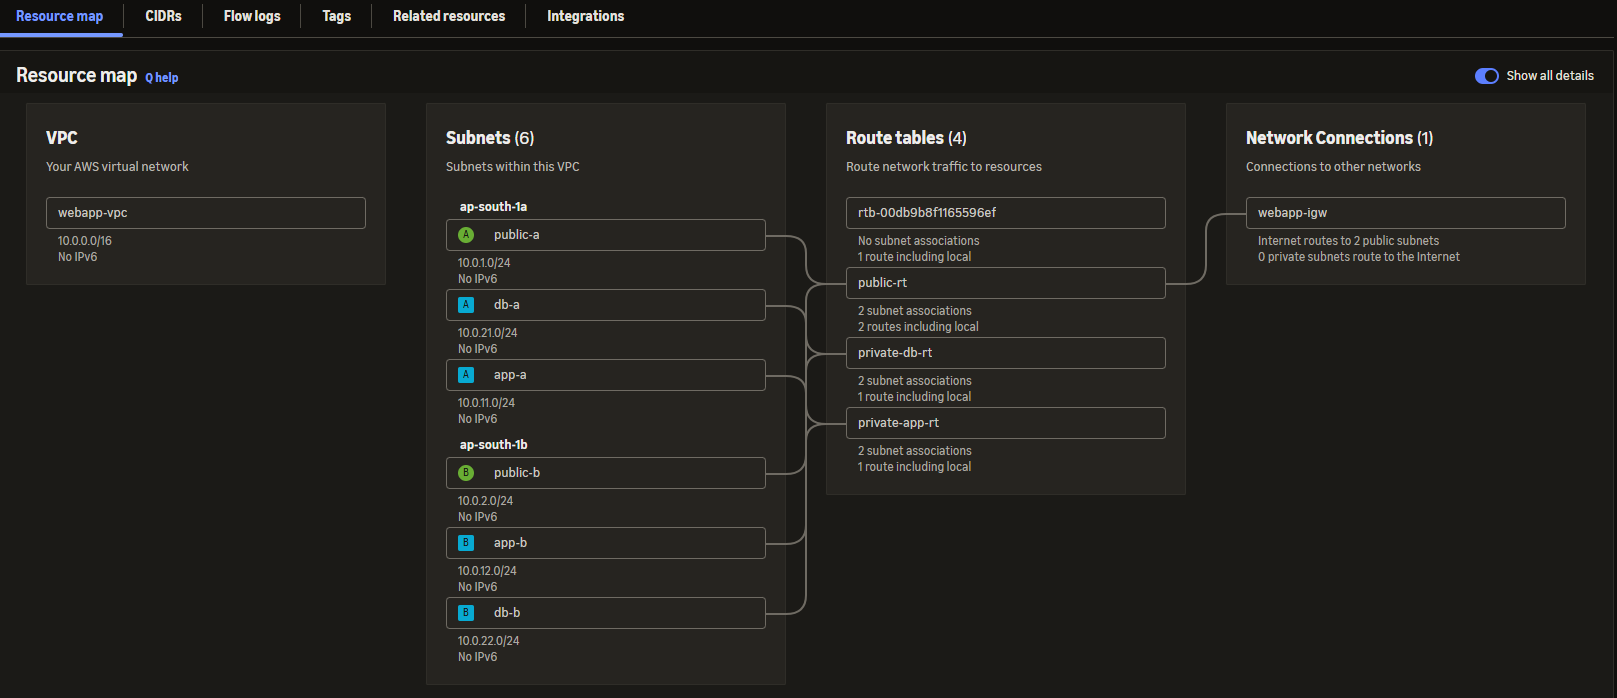 Resource map
CIDRs
Flow logs
Tags
Related resources
Integrations
Resource map Q help
Show all details
VPC
Your AWS virtual network
webapp-vpc
10.0.0.0/16
No IPv6
Subnets (6)
Subnets within this VPC
ap-south-1a
A public-a
10.0.1.0/24
No IPv6
A db-a
10.0.21.0/24
No IPv6
A app-a
10.0.11.0/24
No IPv6
ap-south-1b
B public-b
10.0.2.0/24
No IPv6
B app-b
10.0.12.0/24
No IPv6
B db-b
10.0.22.0/24
No IPv6
Route tables (4)
Route network traffic to resources
rtb-00db9b8f1165596ef
No subnet associations
1 route including local
public-rt
2 subnet associations
2 routes including local
private-db-rt
2 subnet associations
1 route including local
private-app-rt
2 subnet associations
1 route including local
Network Connections (1)
Connections to other networks
webapp-igw
Internet routes to 2 public subnets
0 private subnets route to the Internet